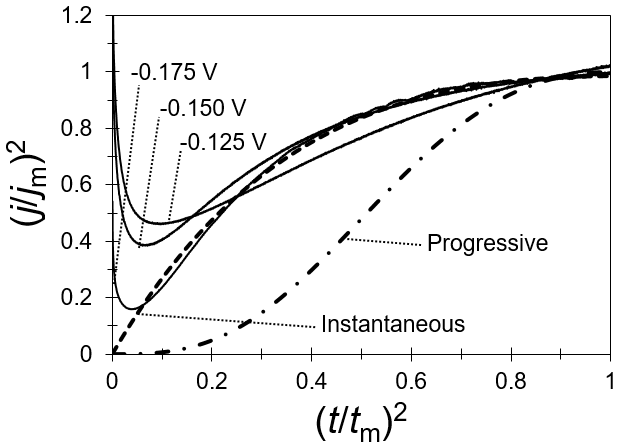 1.2
1
0.8
0.6
0.4
0.2
0
(j/jm)²
-0.175 V
-0.150 V
-0.125 V
Progressive
Instantaneous
0 0.2 0.4 0.6 0.8 1
(t/tm)²